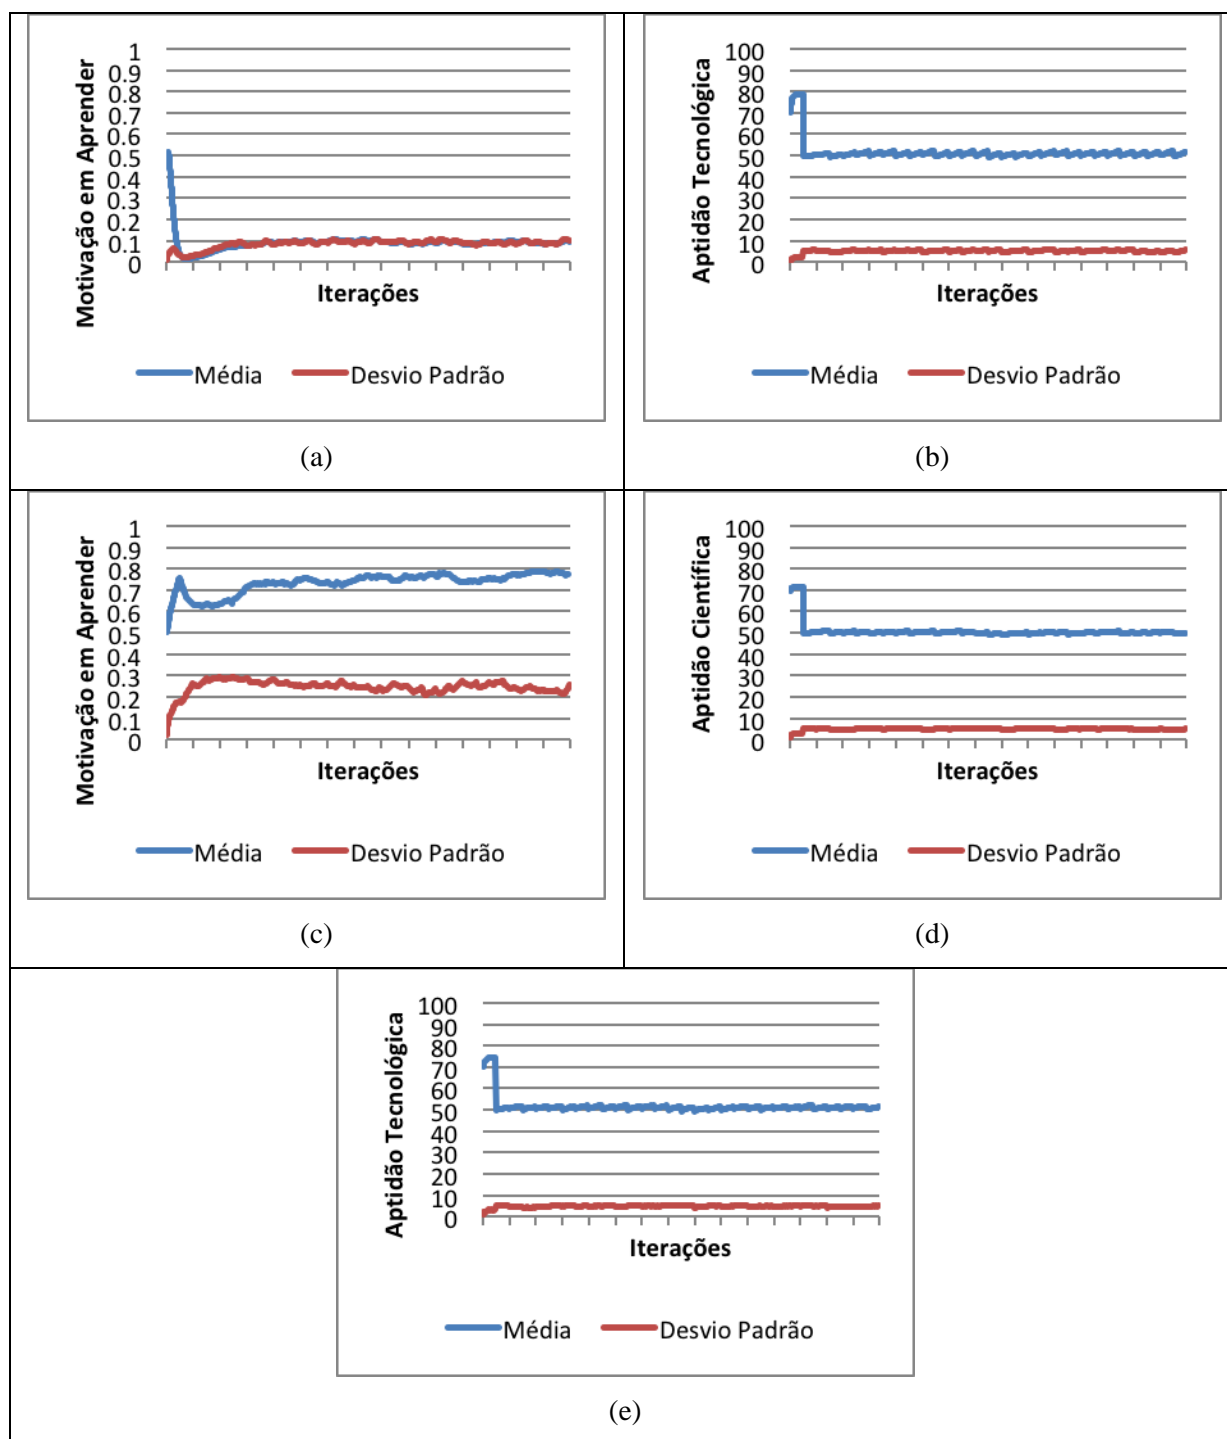 Motivação em Aprender
1
0.9
0.8
0.7
0.6
0.5
0.4
0.3
0.2
0.1
0
Iterações
Média Desvio Padrão
(a)
Aptidão Tecnológica
100
90
80
70
60
50
40
30
20
10
0
Iterações
Média Desvio Padrão
(b)
Motivação em Aprender
1
0.9
0.8
0.7
0.6
0.5
0.4
0.3
0.2
0.1
0
Iterações
Média Desvio Padrão
(c)
Aptidão Científica
100
90
80
70
60
50
40
30
20
10
0
Iterações
Média Desvio Padrão
(d)
Aptidão Tecnológica
100
90
80
70
60
50
40
30
20
10
0
Iterações
Média Desvio Padrão
(e)